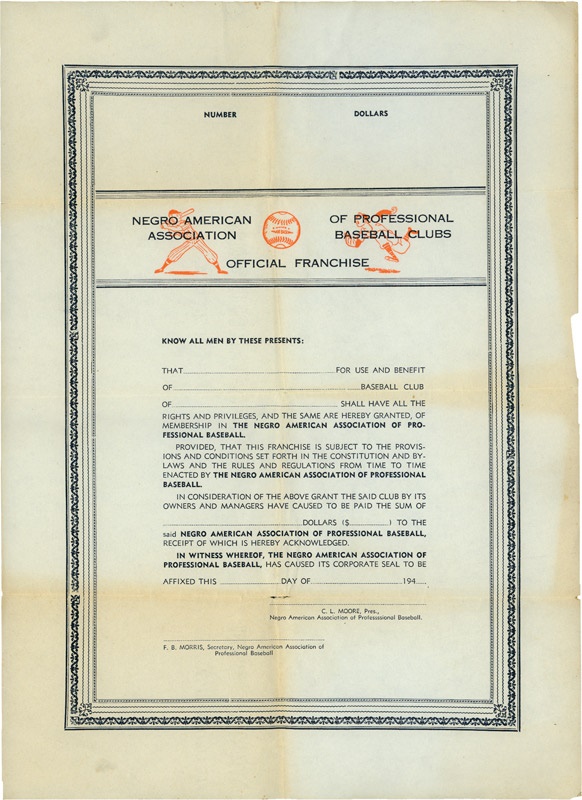 NUMBER DOLLARS
NEGRO AMERICAN OF PROFESSIONAL
ASSOCIATION BASEBALL CLUBS
OFFICIAL FRANCHISE
KNOW ALL MEN BY THESE PRESENTS:
THAT FOR USE AND BENEFIT
OF BASEBALL CLUB
OF SHALL HAVE ALL THE
RIGHTS AND PRIVILEGES, AND THE SAME ARE HEREBY GRANTED, OF
MEMBERSHIP IN THE NEGRO AMERICAN ASSOCIATION OF PRO-
FESSIONAL BASEBALL.
PROVIDED, THAT THIS FRANCHISE IS SUBJECT TO THE PROVIS-
IONS AND CONDITIONS SET FORTH IN THE CONSTITUTION AND BY-
LAWS AND THE RULES AND REGULATIONS FROM TIME TO TIME
ENACTED BY THE NEGRO AMERICAN ASSOCIATION OF PROFESSIONAL
BASEBALL.
IN CONSIDERATION OF THE ABOVE GRANT THE SAID CLUB BY ITS
OWNERS AND MANAGERS HAVE CAUSED TO BE PAID THE SUM OF
DOLLARS ($ ) TO THE
said NEGRO AMERICAN ASSOCIATION OF PROFESSIONAL BASEBALL,
RECEIPT OF WHICH IS HEREBY ACKNOWLEDGED.
IN WITNESS WHEREOF, THE NEGRO AMERICAN ASSOCIATION OF
PROFESSIONAL BASEBALL, HAS CAUSED ITS CORPORATE SEAL TO BE
AFFIXED THIS DAY OF 194
C. L. MOORE, Pres.,
Negro American Association of Professional Baseball.
F. B. MORRIS, Secretary, Negro American Association of
Professional Baseball